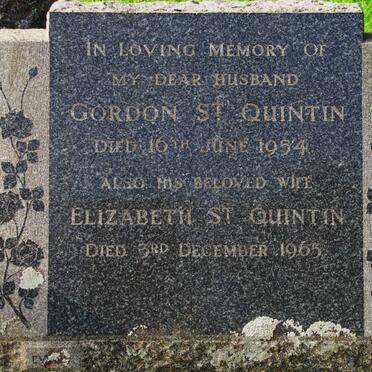 IN LOVING MEMORY OF
MY DEAR HUSBAND
GORDON ST QUINTIN
DIED 16TH JUNE 1954
ALSO HIS BELOVED WIFE
ELIZABETH ST QUINTIN
DIED 3RD DECEMBER 1965